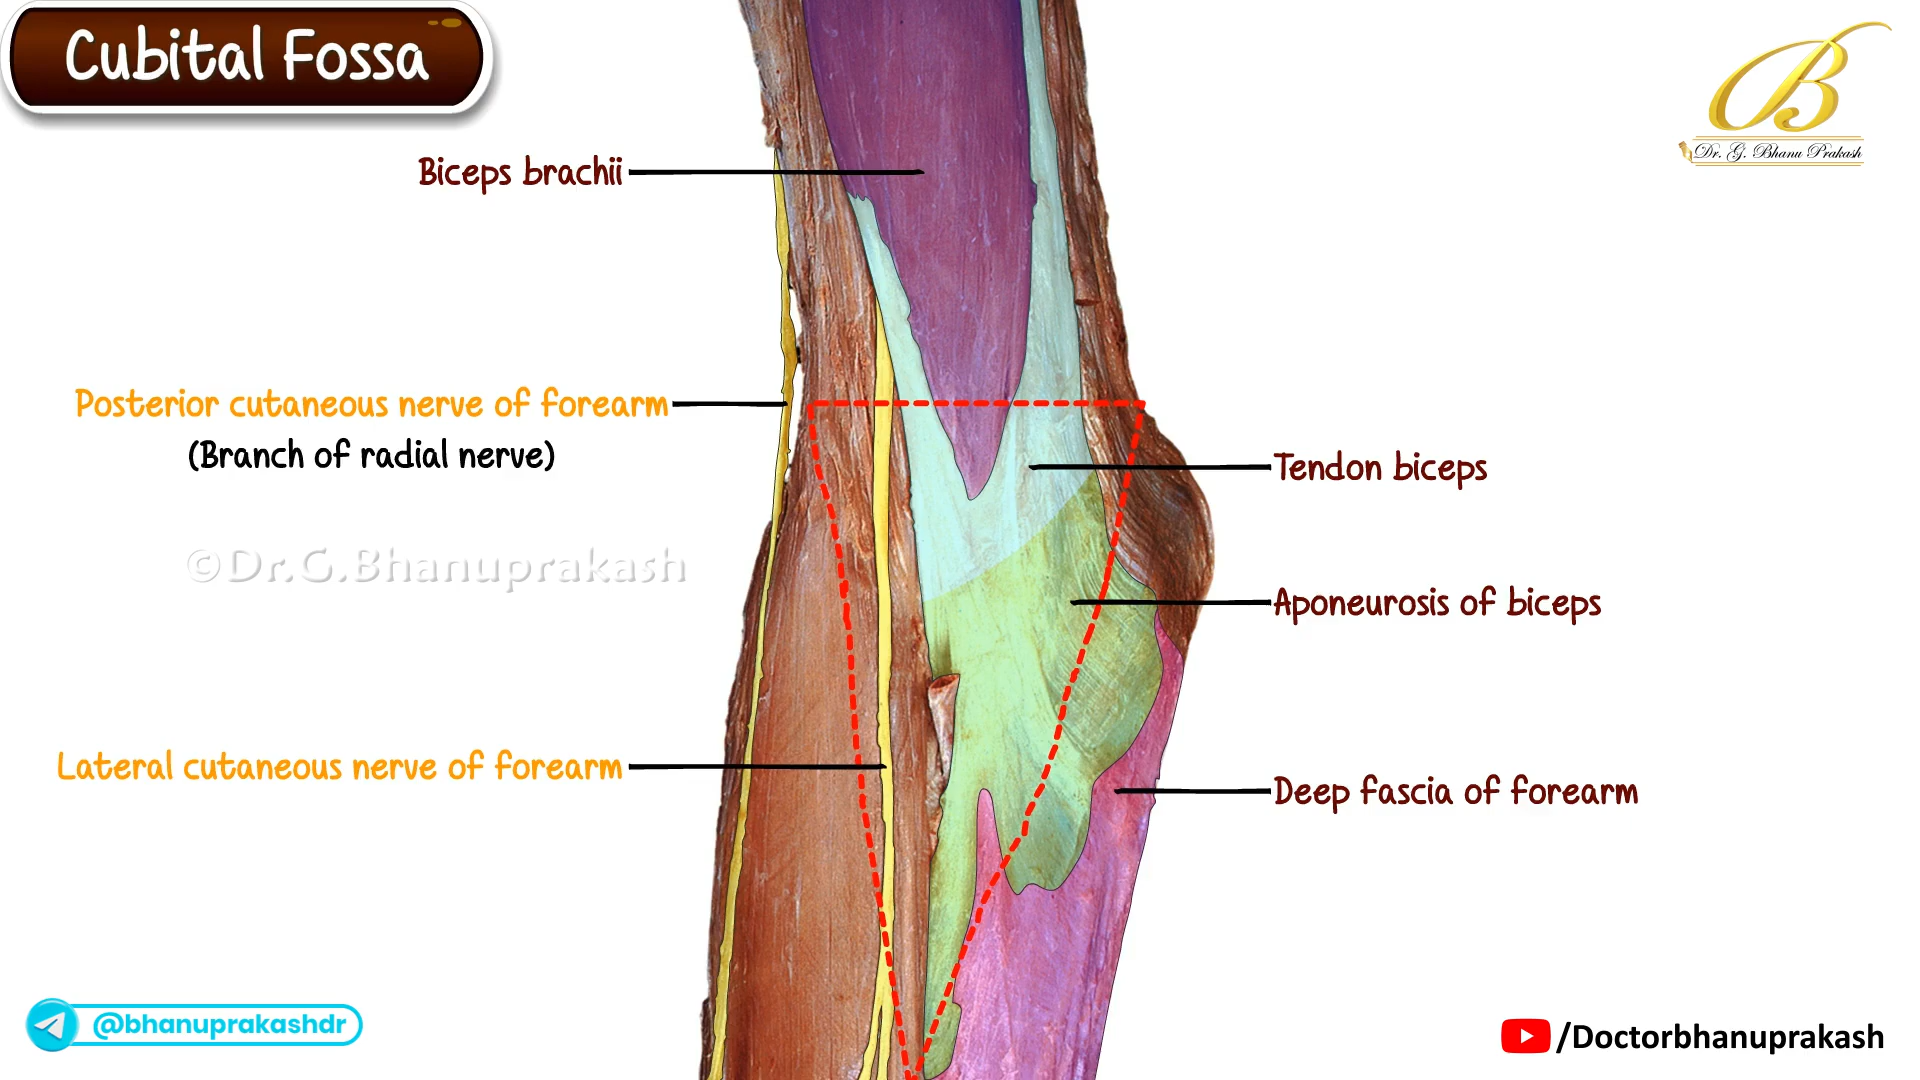 Cubital Fossa
B
Dr. G. Bhanu Prakash
Biceps brachii
Posterior cutaneous nerve of forearm
(Branch of radial nerve)
Tendon biceps
©Dr.G.Bhanuprakash
Aponeurosis of biceps
Lateral cutaneous nerve of forearm
Deep fascia of forearm
@bhanuprakashdr
/Doctorbhanuprakash